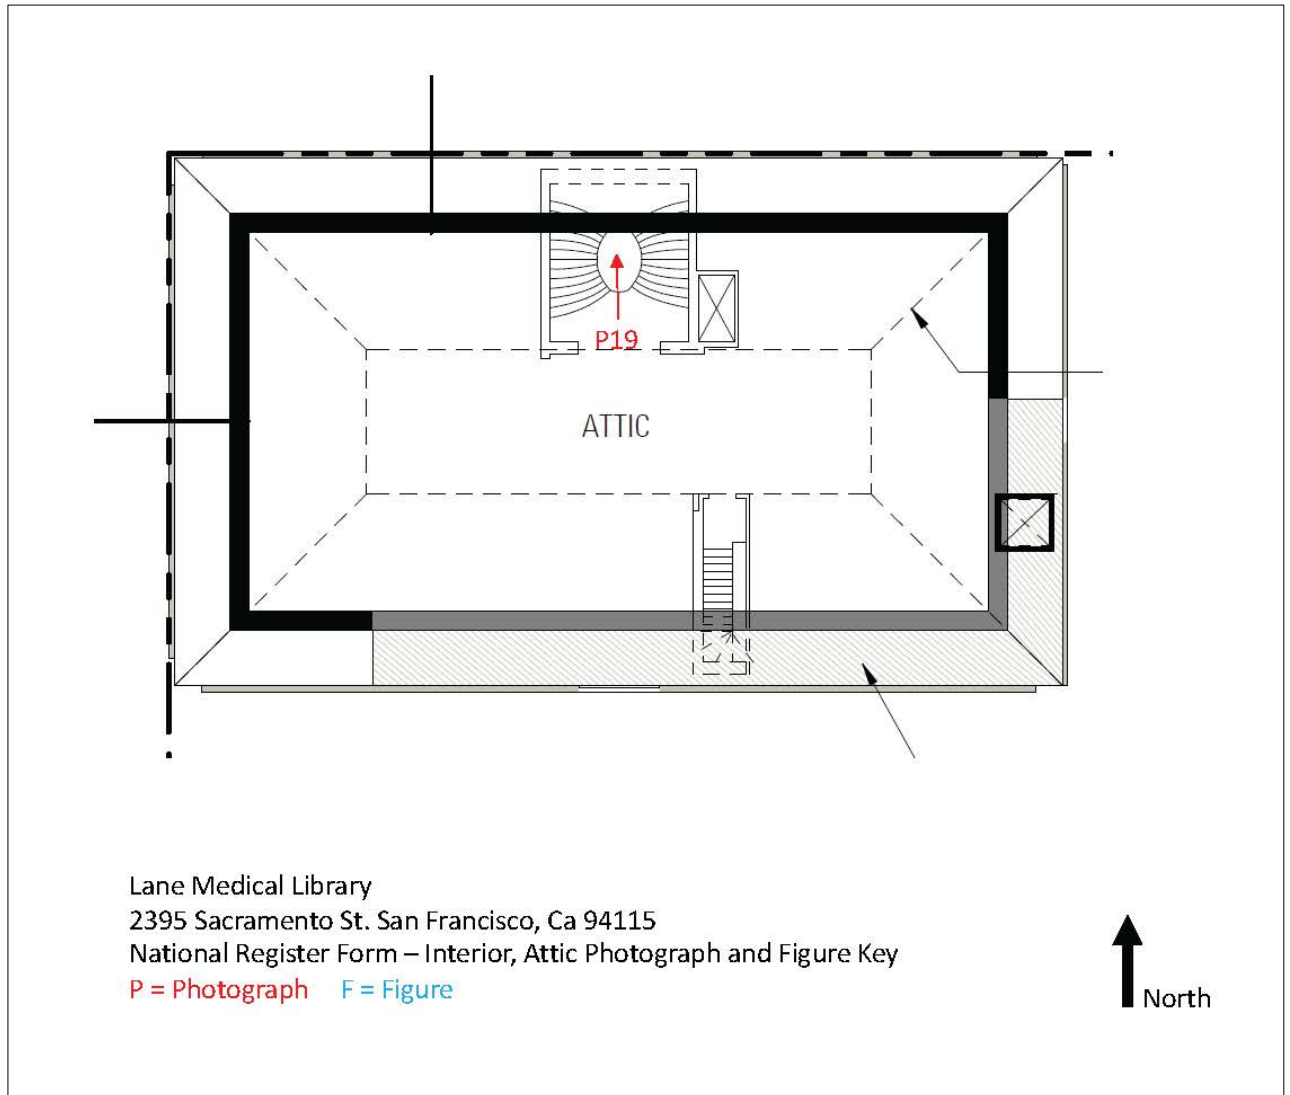 P19
ATTIC
Lane Medical Library
2395 Sacramento St. San Francisco, Ca 94115
National Register Form – Interior, Attic Photograph and Figure Key
P = Photograph F = Figure
North